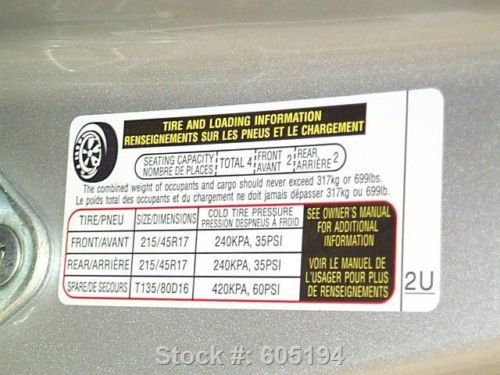 TIRE AND LOADING INFORMATION
RENSEIGNEMENTS SUR LES PNEUS ET LE CHARGEMENT
SEATING CAPACITY NOMBRE DE PLACES TOTAL 4 FRONT AVANT 2 REAR ARRIÈRE 2
The combined weight of occupants and cargo should never exceed 317kg or 699lbs.
Le poids total des occupants et du chargement ne doit jamais dépasser 317kg ou 699lb.
TIRE/PNEU SIZE/DIMENSIONS COLD TIRE PRESSURE PRESSION DESPNEUS À FROID
FRONT/AVANT 215/45R17 240KPA, 35PSI
REAR/ARRIÈRE 215/45R17 240KPA, 35PSI
SPARE/DE SECOURS T135/80D16 420KPA, 60PSI
SEE OWNER'S MANUAL
FOR ADDITIONAL
INFORMATION
VOIR LE MANUEL DE
L'USAGER POUR PLUS
DE RENSEIGNEMENTS
2U
Stock #: 605194